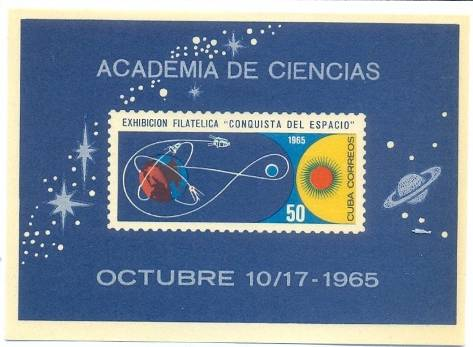 ACADEMIA DE CIENCIAS
EXHIBICION FILATELICA "CONQUISTA DEL ESPACIO"
1965
50
CUBA CORREOS
OCTUBRE 10/17-1965